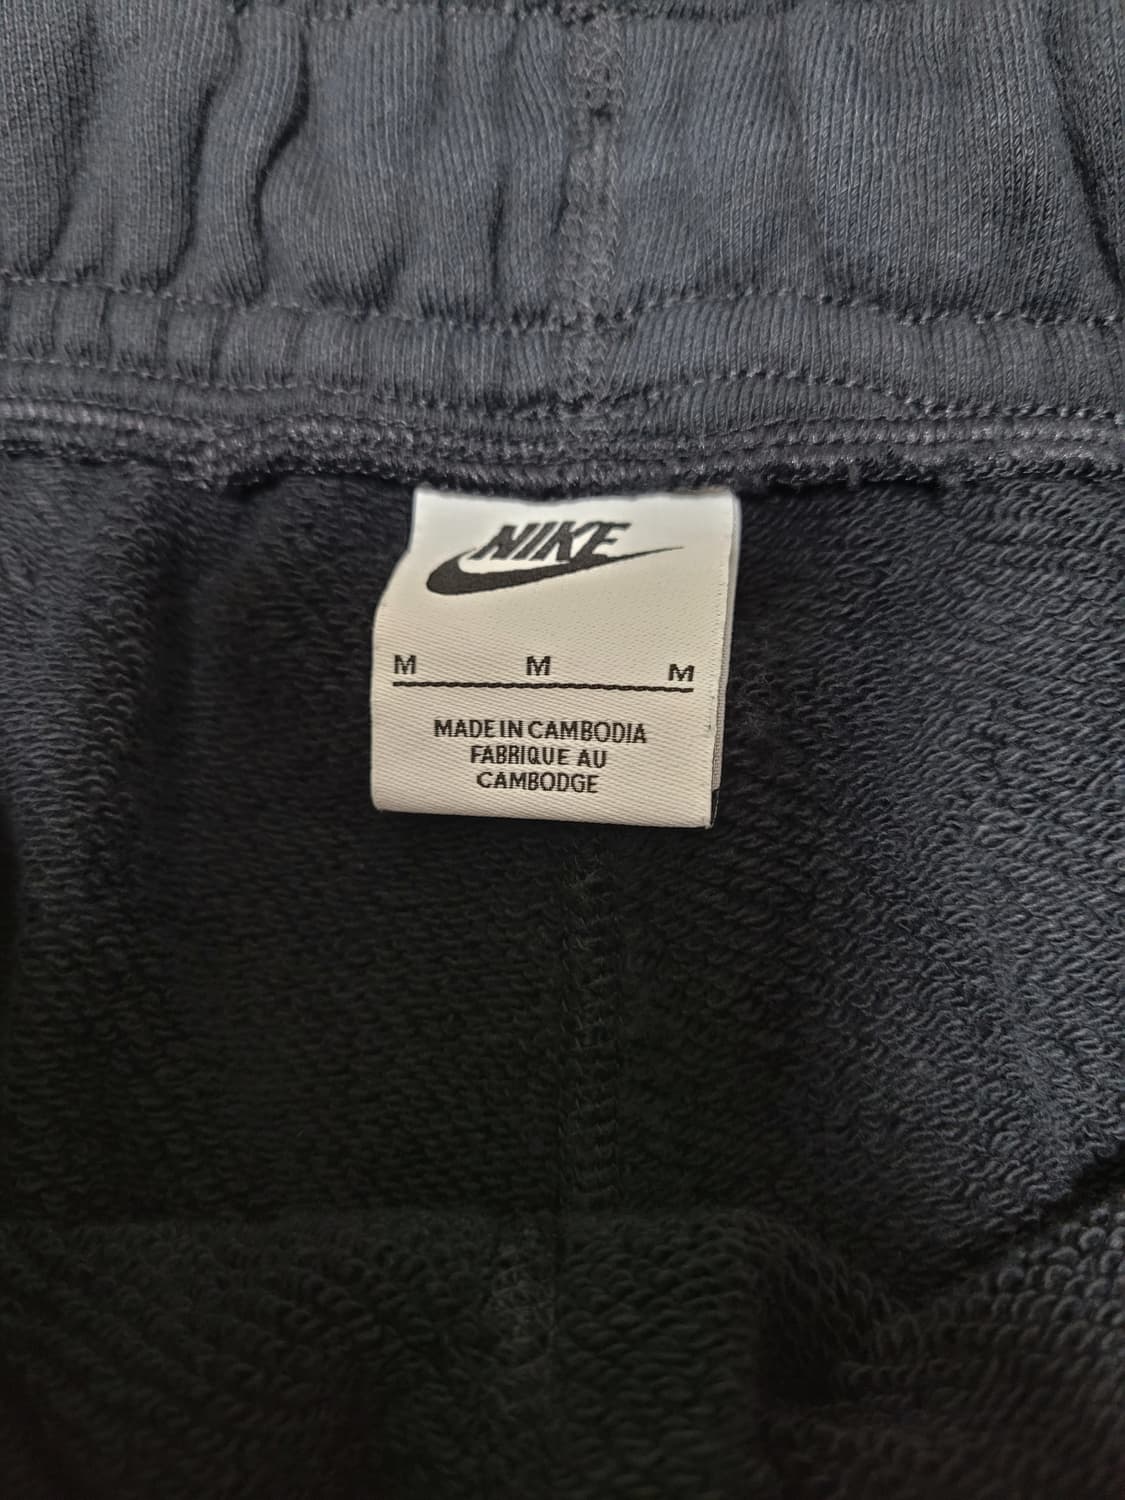 NIKE
M M M
MADE IN CAMBODIA
FABRIQUE AU
CAMBODGE